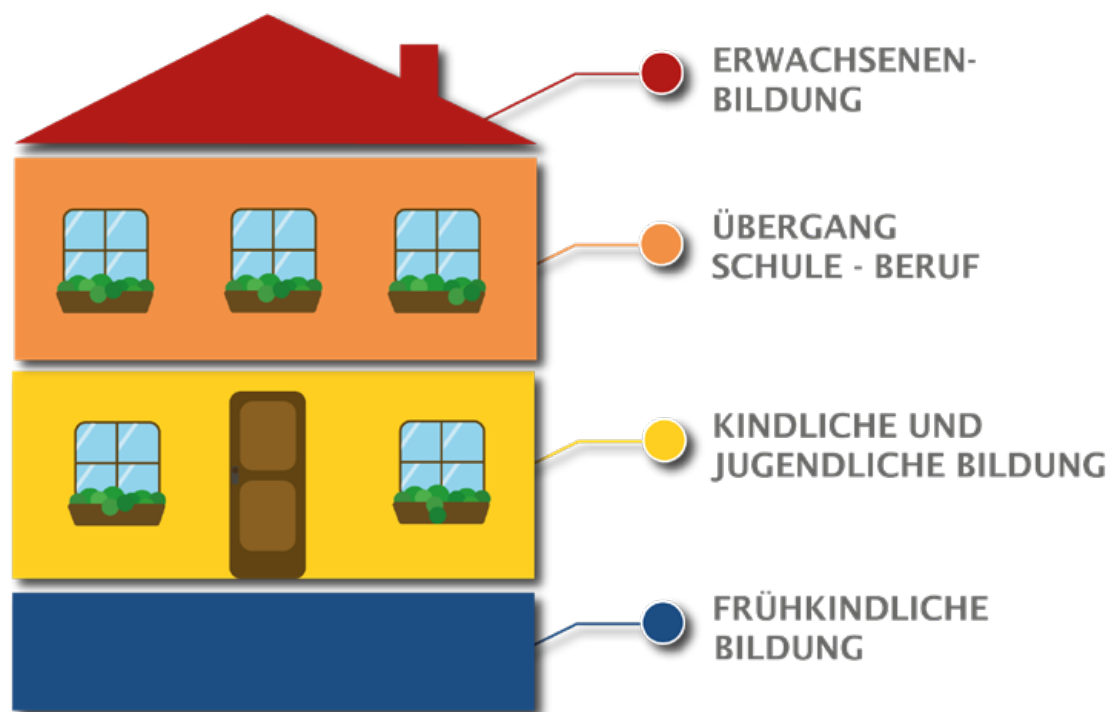 ERWACHSENEN-
BILDUNG
ÜBERGANG
SCHULE - BERUF
KINDLICHE UND
JUGENDLICHE BILDUNG
FRÜHKINDLICHE
BILDUNG